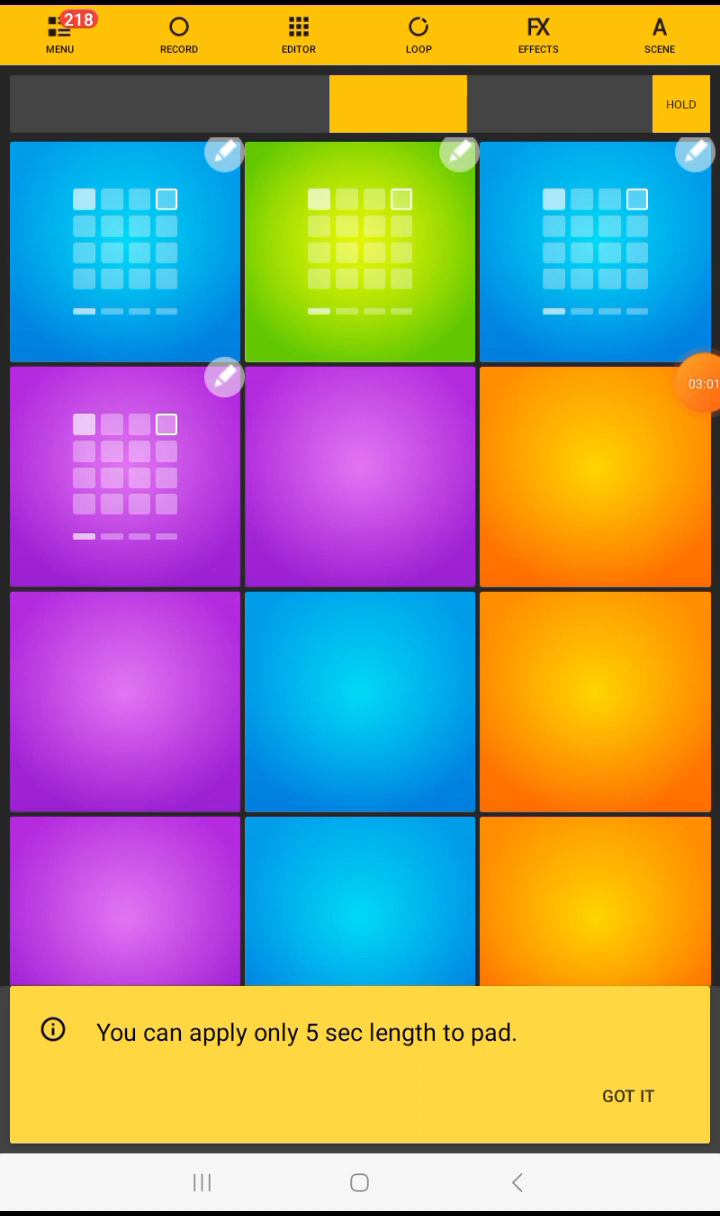 218
MENU
RECORD
EDITOR
LOOP
FX
EFFECTS
A
SCENE
HOLD
03:01
You can apply only 5 sec length to pad.
GOT IT